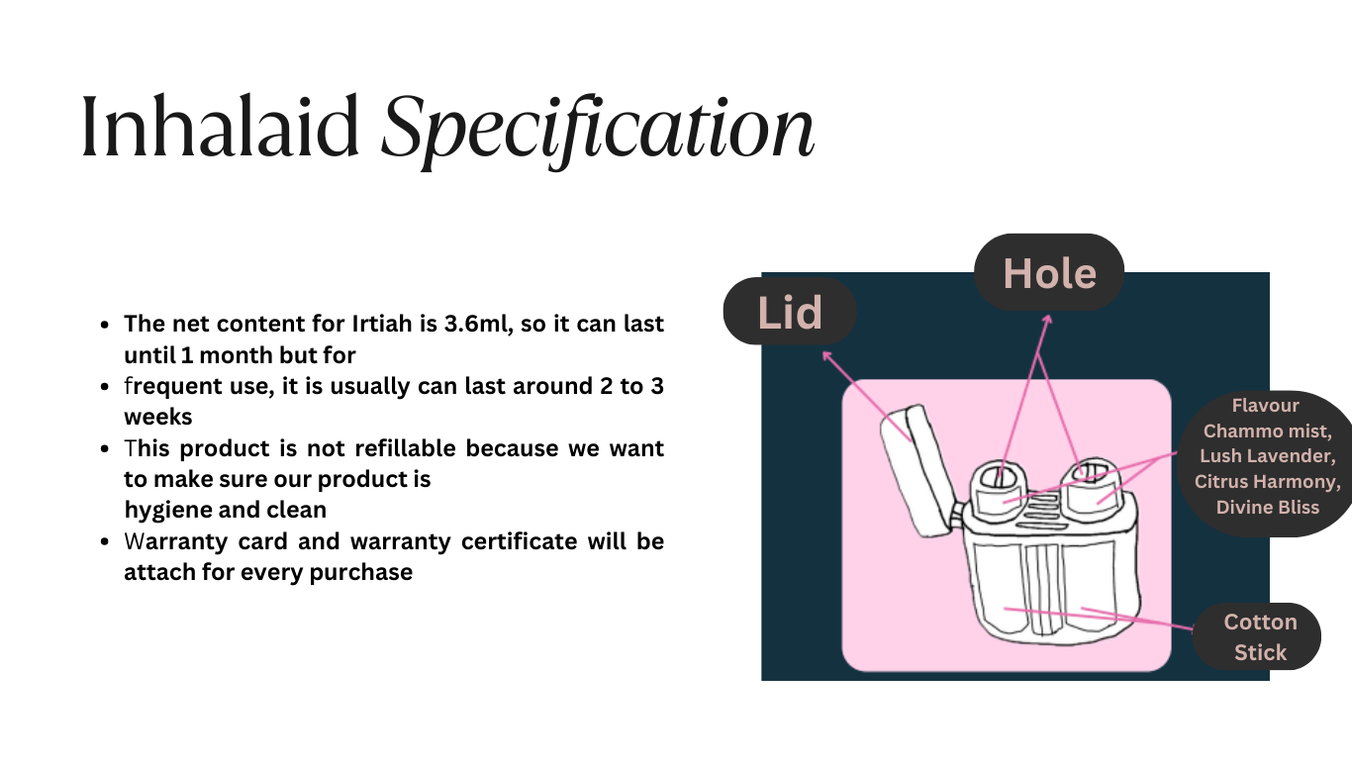 Inhalaid Specification
The net content for Irtiah is 3.6ml, so it can last
until 1 month but for
frequent use, it is usually can last around 2 to 3
weeks
This product is not refillable because we want
to make sure our product is
hygiene and clean
Warranty card and warranty certificate will be
attach for every purchase
Lid
Hole
Flavour
Chammo mist,
Lush Lavender,
Citrus Harmony,
Divine Bliss
Cotton
Stick